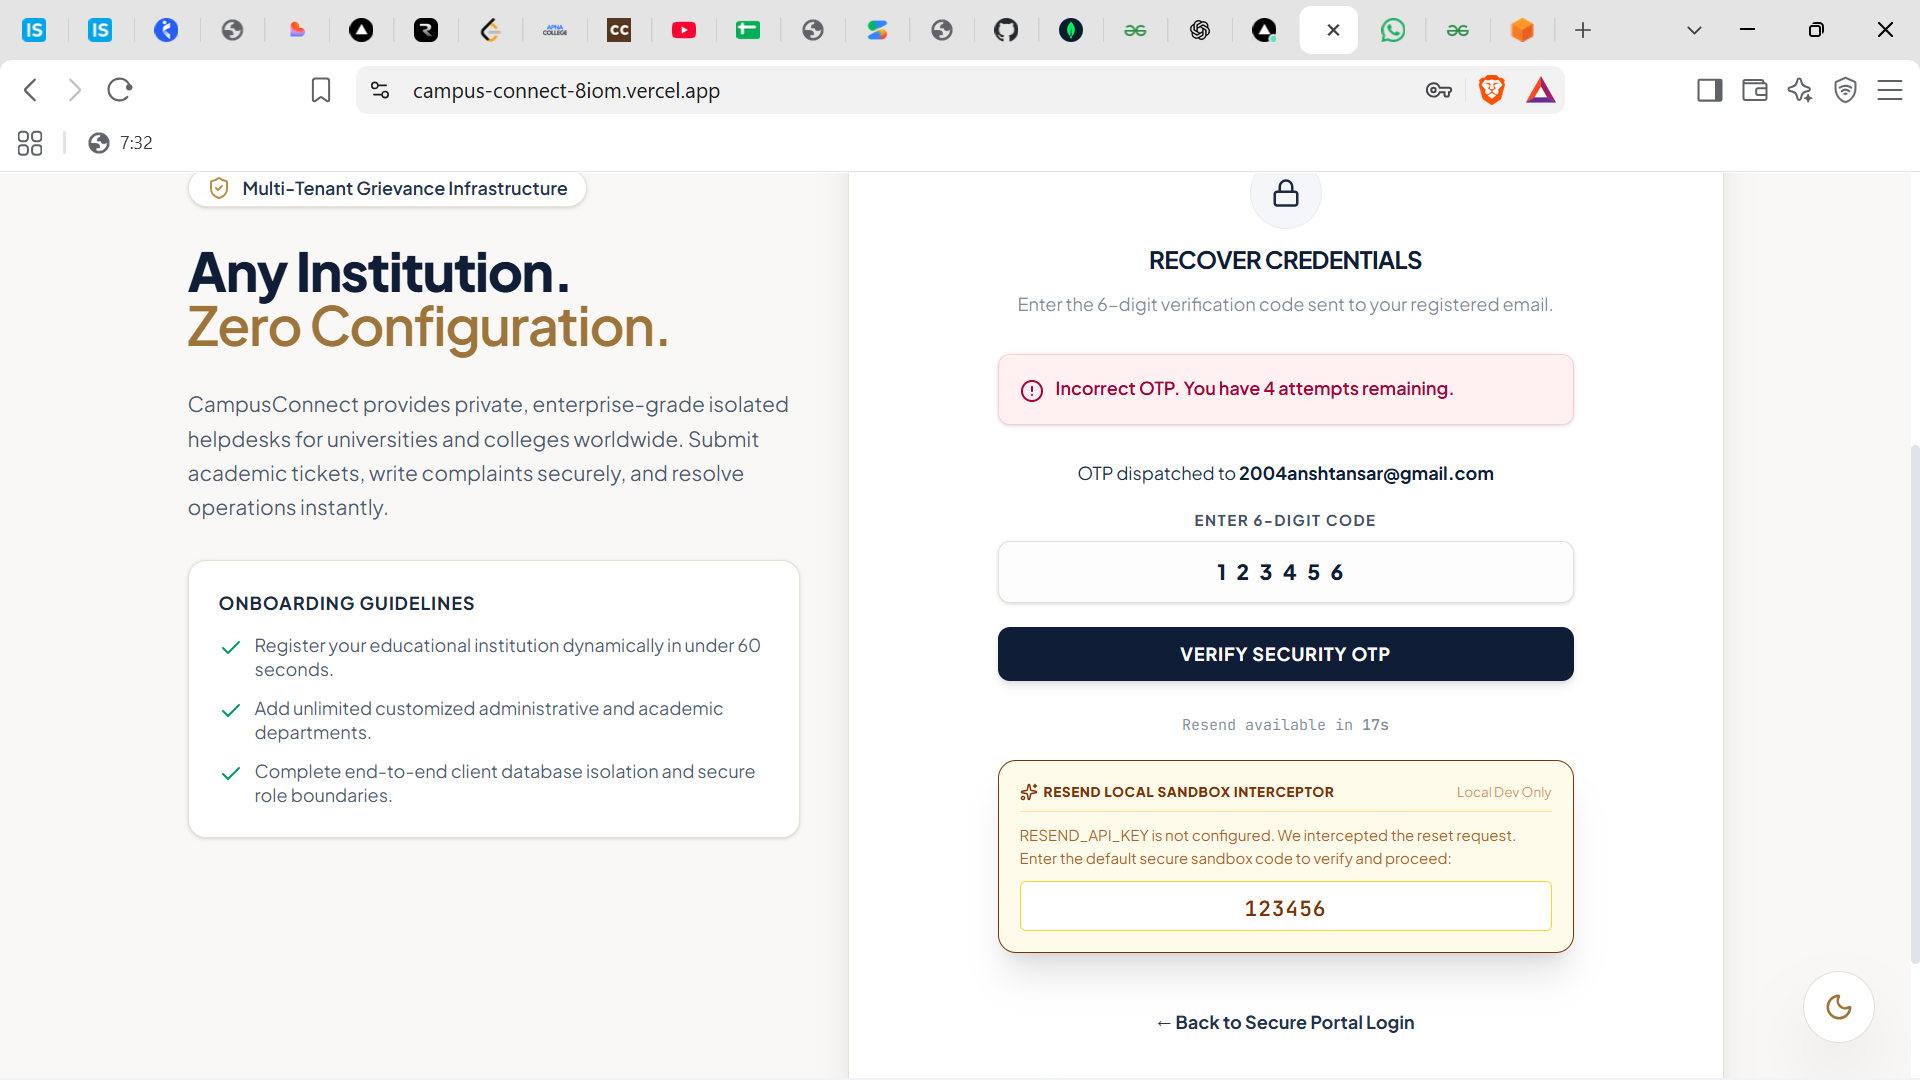 IS
IS
APNA
COLLEGE
CC
campus-connect-8iom.vercel.app
7:32
Multi-Tenant Grievance Infrastructure
Any Institution.
Zero Configuration.
CampusConnect provides private, enterprise-grade isolated
helpdesks for universities and colleges worldwide. Submit
academic tickets, write complaints securely, and resolve
operations instantly.
ONBOARDING GUIDELINES
Register your educational institution dynamically in under 60
seconds.
Add unlimited customized administrative and academic
departments.
Complete end-to-end client database isolation and secure
role boundaries.
RECOVER CREDENTIALS
Enter the 6-digit verification code sent to your registered email.
Incorrect OTP. You have 4 attempts remaining.
OTP dispatched to 2004anshtansar@gmail.com
ENTER 6-DIGIT CODE
1 2 3 4 5 6
VERIFY SECURITY OTP
Resend available in 17s
RESEND LOCAL SANDBOX INTERCEPTOR
Local Dev Only
RESEND_API_KEY is not configured. We intercepted the reset request.
Enter the default secure sandbox code to verify and proceed:
123456
← Back to Secure Portal Login